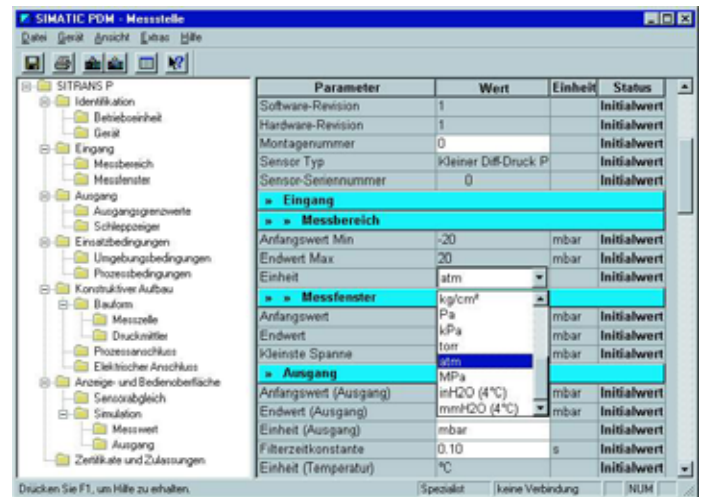 SIMATIC PDM - Messstelle
Datei Gerät Ansicht Extras Hilfe
SITRANS P
Identifikation
Betriebseinheit
Gerät
Eingang
Messbereich
Messfenster
Ausgang
Ausgangsgrenzwerte
Schleppzeiger
Einsatzbedingungen
Umgebungsbedingungen
Prozessbedingungen
Konstruktiver Aufbau
Bauform
Messzelle
Druckmittler
Prozessanschluss
Elektrischer Anschluss
Anzeige- und Bedienoberfläche
Sensorabgleich
Simulation
Messwert
Ausgang
Zertifikate und Zulassungen
Parameter Wert Einheit Status
Software-Revision 1 Initialwert
Hardware-Revision 1 Initialwert
Montagenummer 0 Initialwert
Sensor Typ Kleiner Diff-Druck P Initialwert
Sensor-Seriennummer 0 Initialwert
» Eingang
» » Messbereich
Anfangswert Min -20 mbar Initialwert
Endwert Max 20 mbar Initialwert
Einheit atm Initialwert
» » Messfenster
Anfangswert mbar Initialwert
Endwert mbar Initialwert
Kleinste Spanne mbar Initialwert
» Ausgang
Anfangswert (Ausgang) mbar Initialwert
Endwert (Ausgang) mbar Initialwert
Einheit (Ausgang) mbar Initialwert
Filterzeitkonstante 0.10 s Initialwert
Einheit (Temperatur) °C Initialwert
kg/cm²
Pa
kPa
torr
atm
MPa
inH2O (4°C)
mmH2O (4°C)
Drücken Sie F1, um Hilfe zu erhalten. Spezialist keine Verbindung NUM